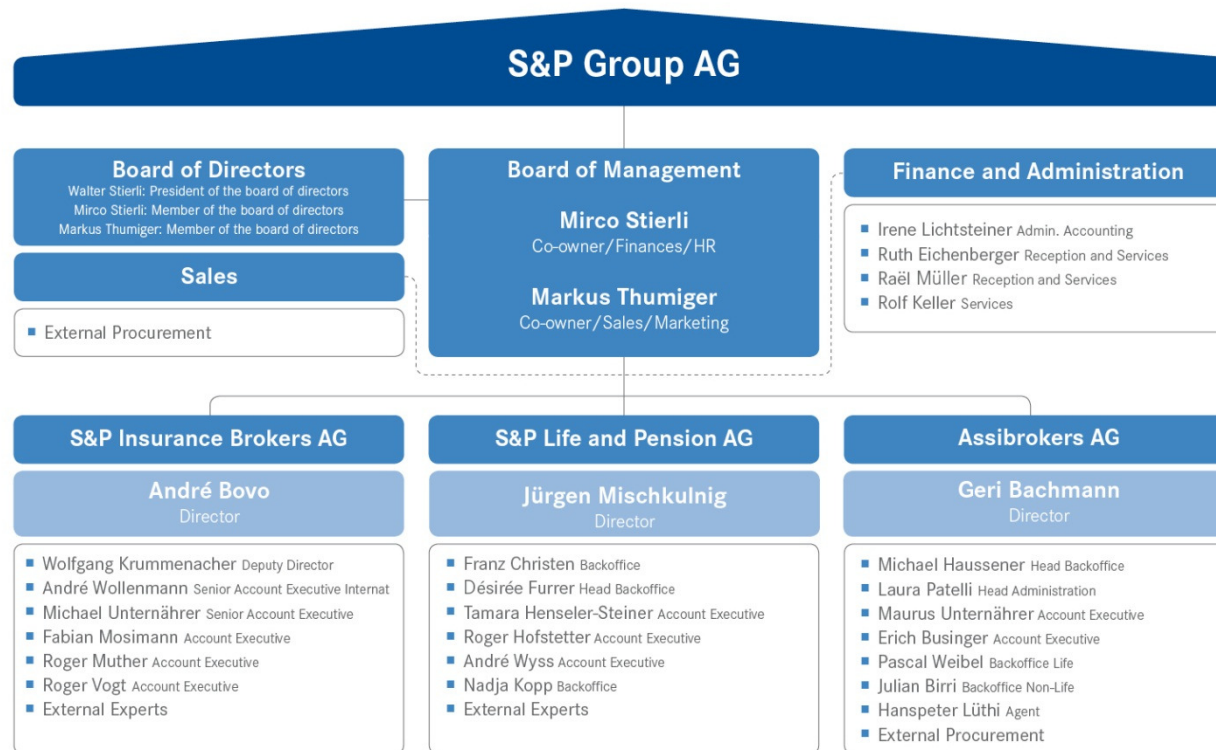 S&P Group AG
Board of Directors
Walter Stierli: President of the board of directors
Mirco Stierli: Member of the board of directors
Markus Thumiger: Member of the board of directors
Sales
External Procurement
Board of Management
Mirco Stierli
Co-owner/Finances/HR
Markus Thumiger
Co-owner/Sales/Marketing
Finance and Administration
Irene Lichtsteiner Admin. Accounting
Ruth Eichenberger Reception and Services
Raël Müller Reception and Services
Rolf Keller Services
S&P Insurance Brokers AG
André Bovo
Director
Wolfgang Krummenacher Deputy Director
André Wollenmann Senior Account Executive Internat
Michael Unternährer Senior Account Executive
Fabian Mosimann Account Executive
Roger Muther Account Executive
Roger Vogt Account Executive
External Experts
S&P Life and Pension AG
Jürgen Mischkulnig
Director
Franz Christen Backoffice
Désirée Furrer Head Backoffice
Tamara Henseler-Steiner Account Executive
Roger Hofstetter Account Executive
André Wyss Account Executive
Nadja Kopp Backoffice
External Experts
Assibrokers AG
Geri Bachmann
Director
Michael Haussener Head Backoffice
Laura Patelli Head Administration
Maurus Unternährer Account Executive
Erich Businger Account Executive
Pascal Weibel Backoffice Life
Julian Birri Backoffice Non-Life
Hanspeter Lüthi Agent
External Procurement